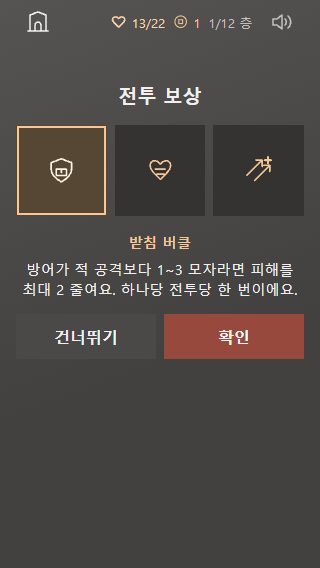 13/22 1 1/12 층
전투 보상
받침 버클
방어가 적 공격보다 1~3 모자라면 피해를
최대 2 줄여요. 하나당 전투당 한 번이에요.
건너뛰기 확인